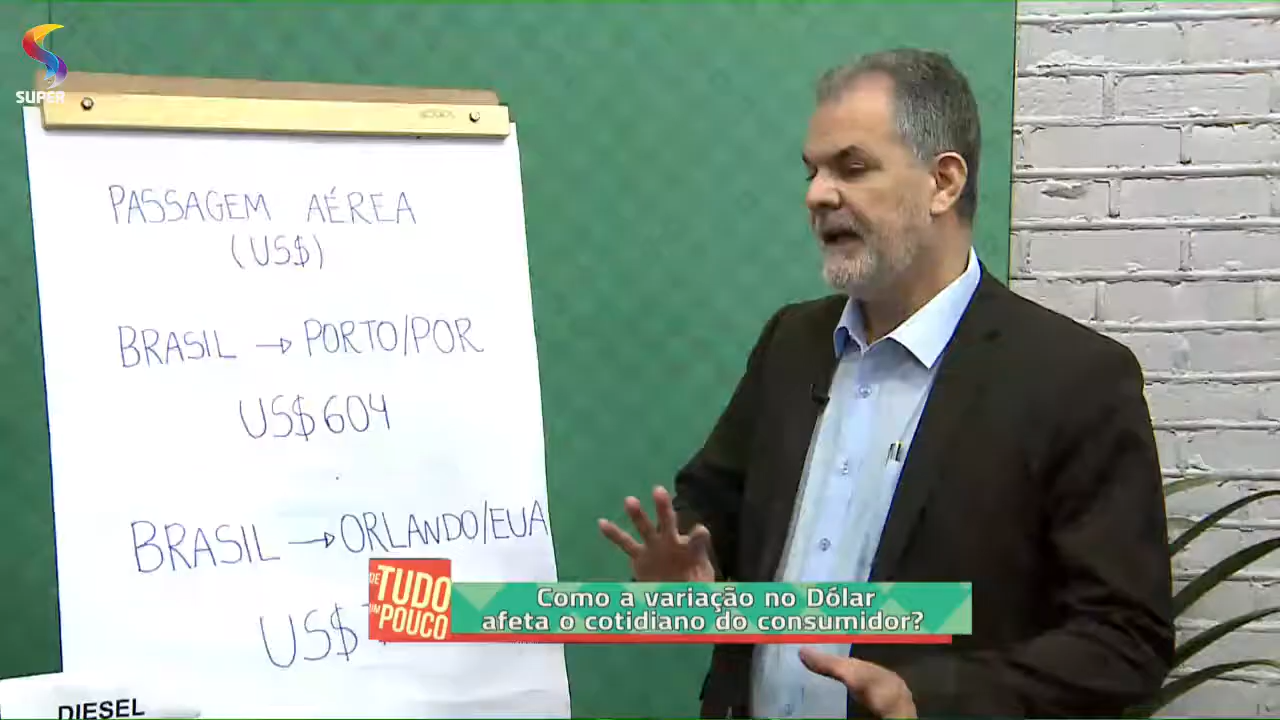 SUPER
PASSAGEM AÉREA
(US$)
BRASIL → PORTO/POR
US$604
BRASIL → ORLANDO/EUA
US$
DE TUDO
UM POUCO
Como a variação no Dólar
afeta o cotidiano do consumidor?
DIESEL